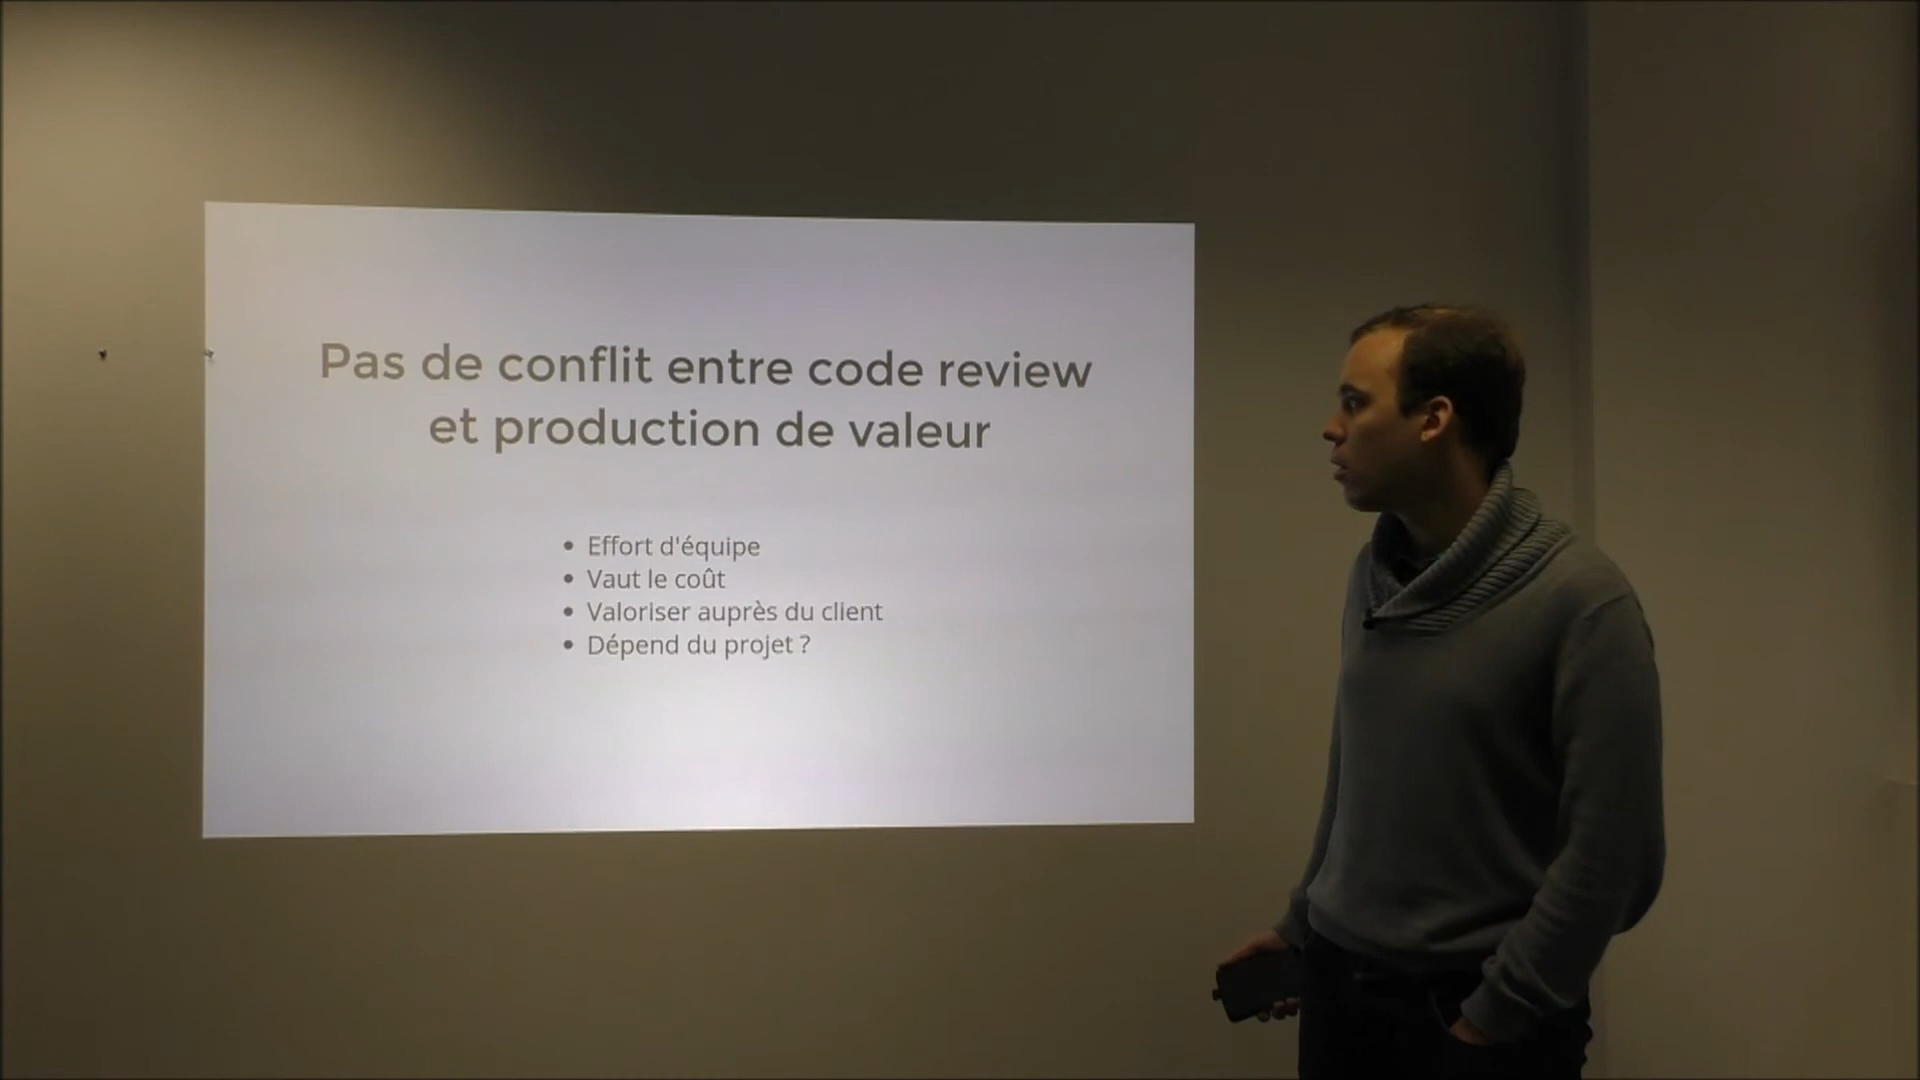 Pas de conflit entre code review
et production de valeur
• Effort d'équipe
• Vaut le coût
• Valoriser auprès du client
• Dépend du projet ?